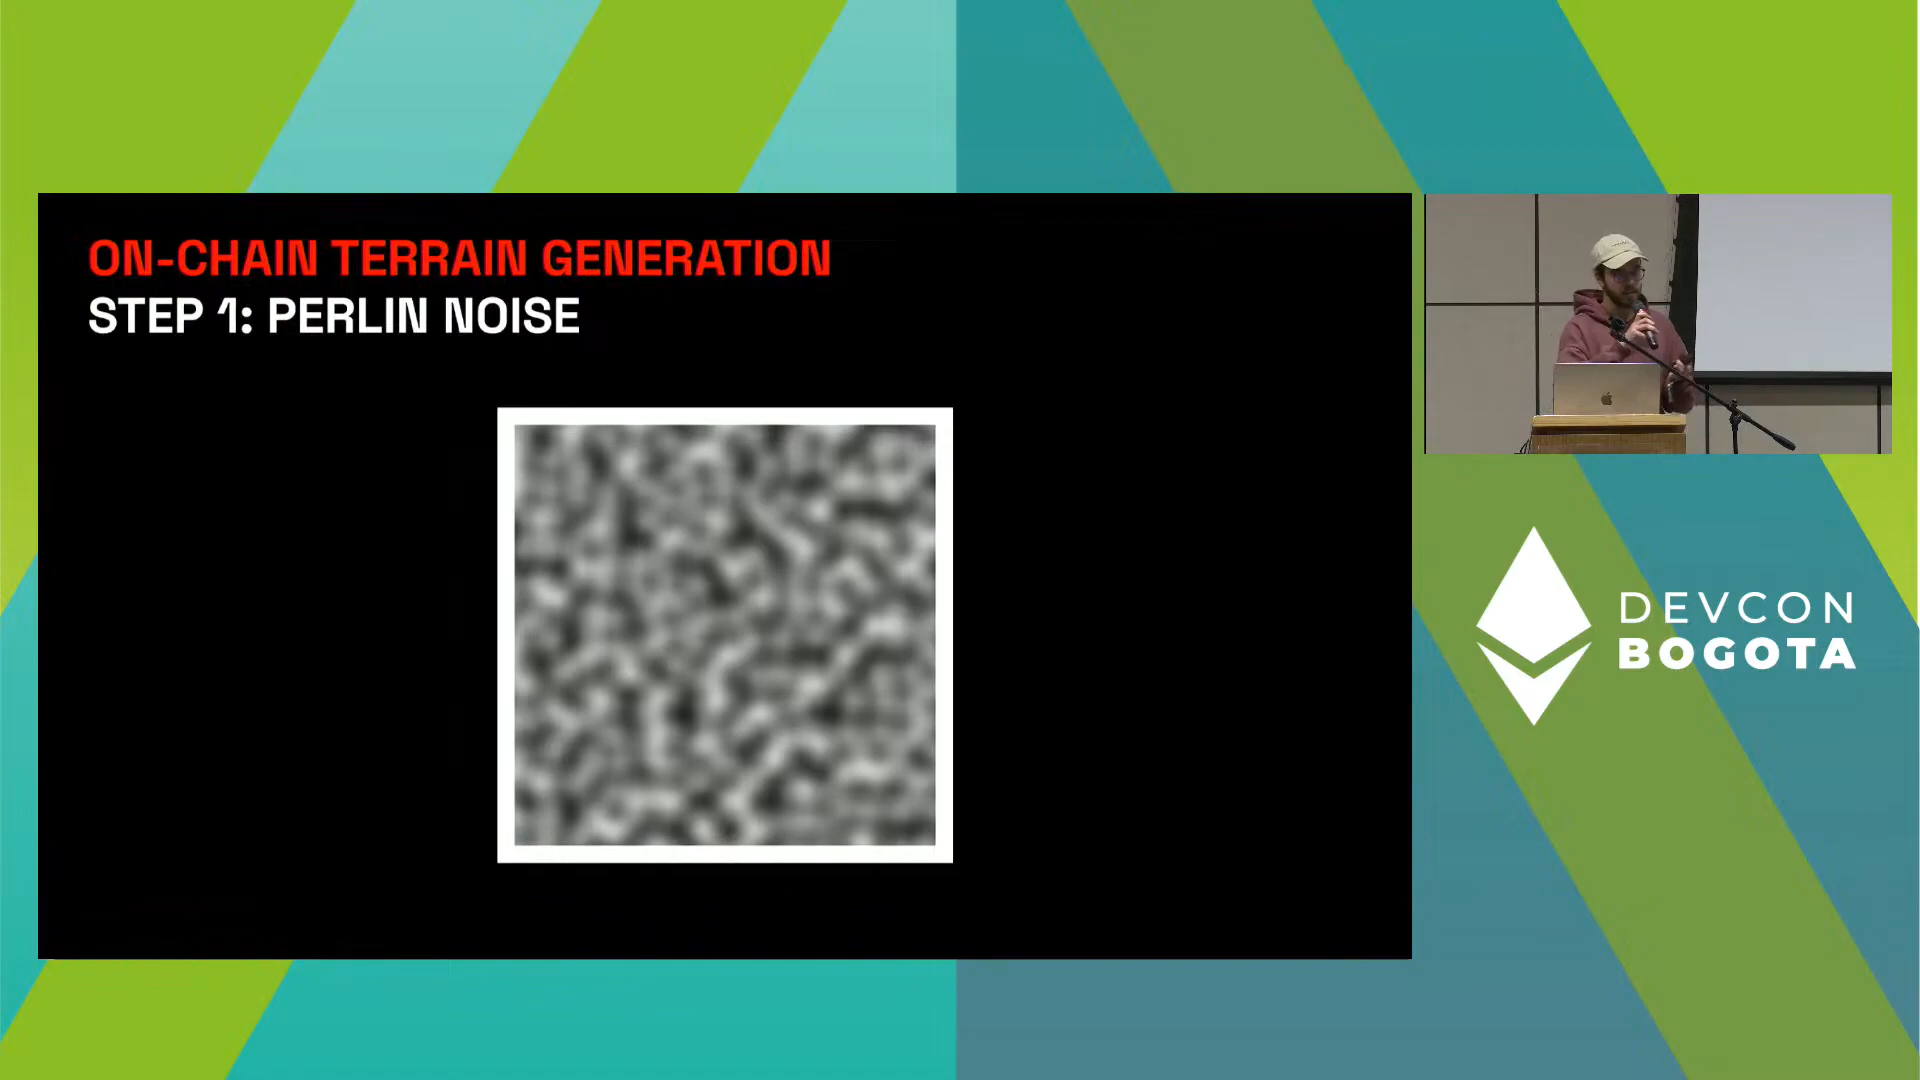 ON-CHAIN TERRAIN GENERATION
STEP 1: PERLIN NOISE
DEVCON
BOGOTA